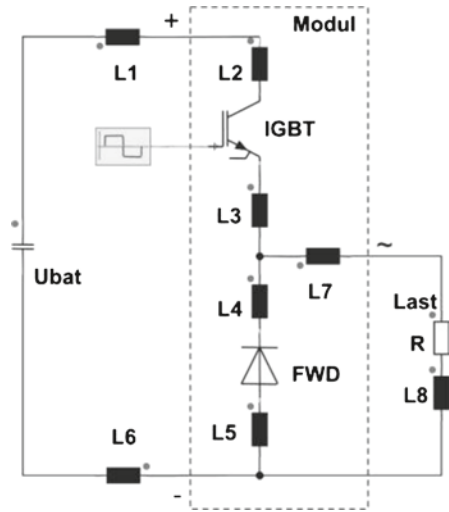 + Modul
L1 L2
IGBT
L3
~
Ubat
L7
L4
Last
R
FWD
L8
L6 L5
-